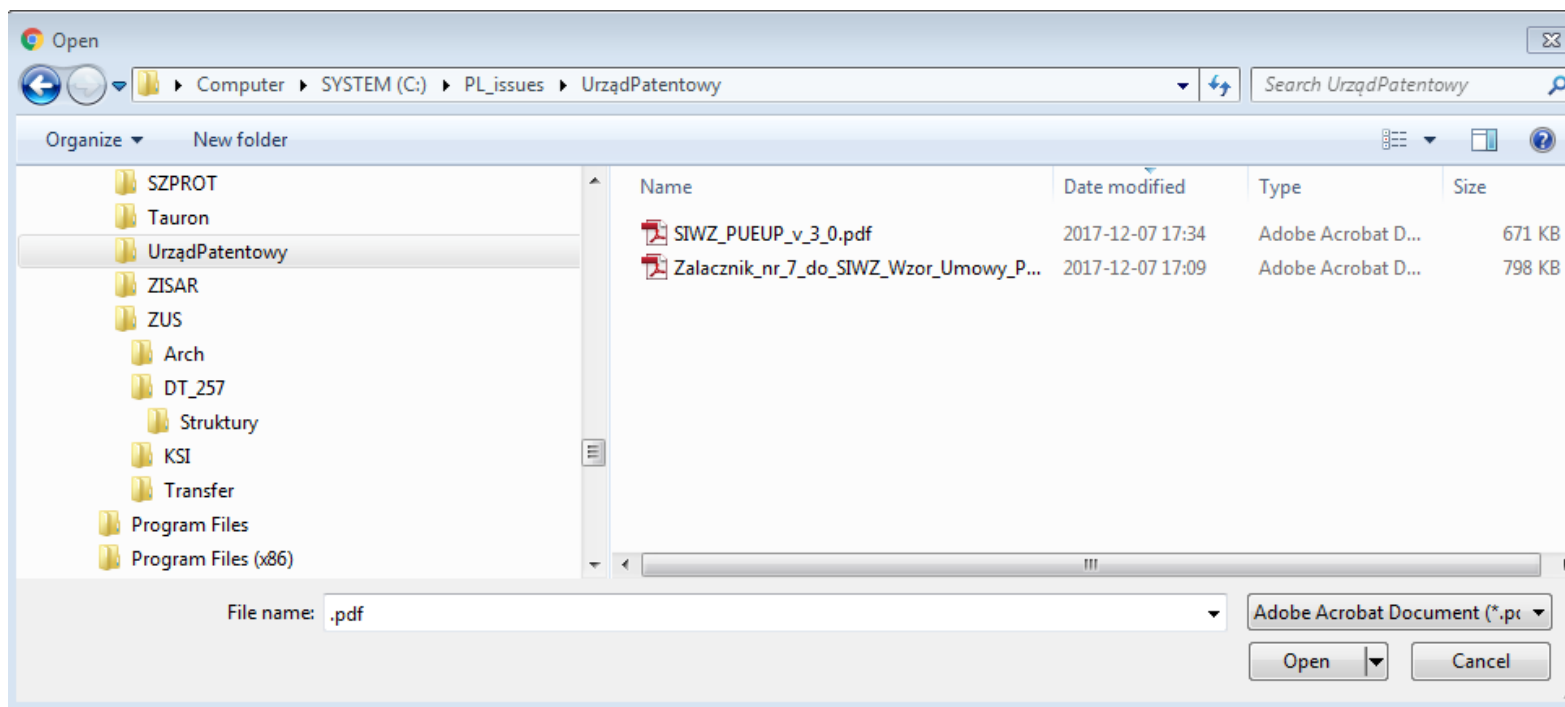 Open
Computer SYSTEM (C:) PL_issues UrządPatentowy Search UrządPatentowy
Organize New folder
SZPROT
Tauron
UrządPatentowy
ZISAR
ZUS
Arch
DT_257
Struktury
KSI
Transfer
Program Files
Program Files (x86)
Name Date modified Type Size
SIWZ_PUEUP_v_3_0.pdf 2017-12-07 17:34 Adobe Acrobat D... 671 KB
Zalacznik_nr_7_do_SIWZ_Wzor_Umowy_P... 2017-12-07 17:09 Adobe Acrobat D... 798 KB
File name: .pdf Adobe Acrobat Document (*.pc
Open Cancel